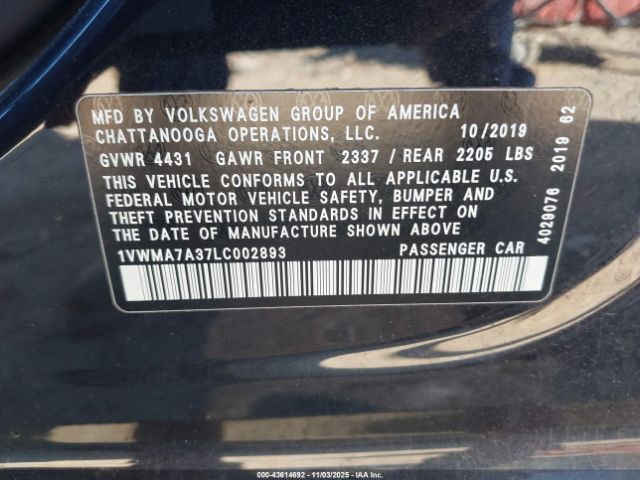 MFD BY VOLKSWAGEN GROUP OF AMERICA
CHATTANOOGA OPERATIONS, LLC. 10/2019
GVWR 4431 GAWR FRONT 2337 / REAR 2205 LBS
THIS VEHICLE CONFORMS TO ALL APPLICABLE U.S.
FEDERAL MOTOR VEHICLE SAFETY, BUMPER AND
THEFT PREVENTION STANDARDS IN EFFECT ON
THE DATE OF MANUFACTURE SHOWN ABOVE
1VWMA7A37LC002893 PASSENGER CAR
4029076 2019 62
000-43614692 - 11/03/2025 - IAAI, Inc.